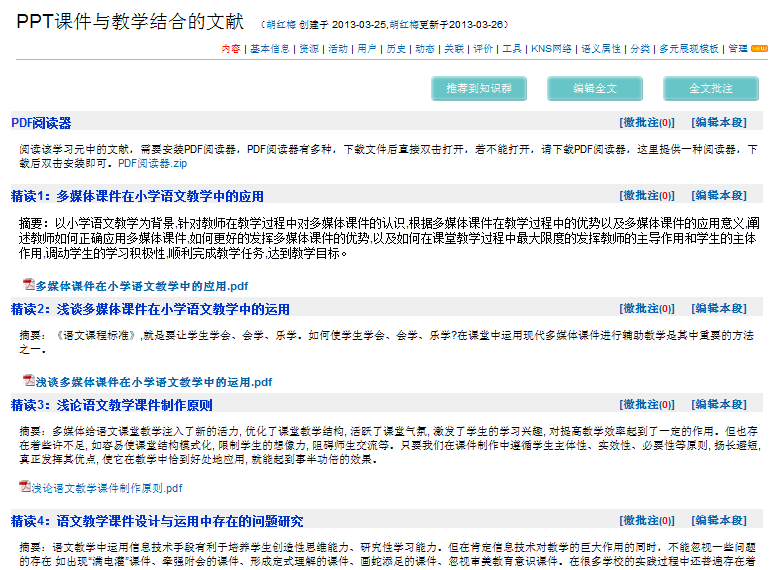 PPT课件与教学结合的文献 （胡红梅 创建于 2013-03-25,胡红梅更新于2013-03-26）
内容 | 基本信息 | 资源 | 活动 | 用户 | 历史 | 动态 | 关联 | 评价 | 工具 | KNS网络 | 语义属性 | 分类 | 多元展现模板 | 管理
推荐到知识群 编辑全文 全文批注
PDF阅读器 [微批注(0)] [编辑本段]
阅读该学习元中的文献，需要安装PDF阅读器，PDF阅读器有多种，下载文件后直接双击打开，若不能打开，请下载PDF阅读器，这里提供一种阅读器，下
载后双击安装即可。PDF阅读器.zip
精读1：多媒体课件在小学语文教学中的应用 [微批注(0)] [编辑本段]
摘要：以小学语文教学为背景,针对教师在教学过程中对多媒体课件的认识,根据多媒体课件在教学过程中的优势以及多媒体课件的应用意义,阐
述教师如何正确应用多媒体课件,如何更好的发挥多媒体课件的优势,以及如何在课堂教学过程中最大限度的发挥教师的主导作用和学生的主体
作用,调动学生的学习积极性,顺利完成教学任务,达到教学目标。
多媒体课件在小学语文教学中的应用.pdf
精读2：浅谈多媒体课件在小学语文教学中的运用 [微批注(0)] [编辑本段]
摘要：《语文课程标准》,就是要让学生学会、会学、乐学。如何使学生学会、会学、乐学?在课堂中运用现代多媒体课件进行辅助教学是其中重要的方法
之一。
浅谈多媒体课件在小学语文教学中的运用.pdf
精读3：浅论语文教学课件制作原则 [微批注(0)] [编辑本段]
摘要：多媒体给语文课堂教学注入了新的活力, 优化了课堂教学结构, 活跃了课堂气氛, 激发了学生的学习兴趣, 对提高教学效率起到了一定的作用。但也存
在着些许不足, 如容易使课堂结构模式化, 限制学生的想像力, 阻碍师生交流等。只要我们在课件制作中遵循学生主体性、实效性、必要性等原则, 扬长避短,
真正发挥其优点, 使它在教学中恰到好处地应用, 就能起到事半功倍的效果。
浅论语文教学课件制作原则.pdf
精读4：语文教学课件设计与运用中存在的问题研究 [微批注(0)] [编辑本段]
摘要：语文教学中运用信息技术手段有利于培养学生创造性思维能力、研究性学习能力。但在肯定信息技术对教学的巨大作用的同时，不能忽视一些问题
的存在 如出现“满电灌”课件、牵强附会的课件、形成定式理解的课件、画蛇添足的课件、忽视审美教育意识课件。在很多学校的实践过程中还普遍存在着